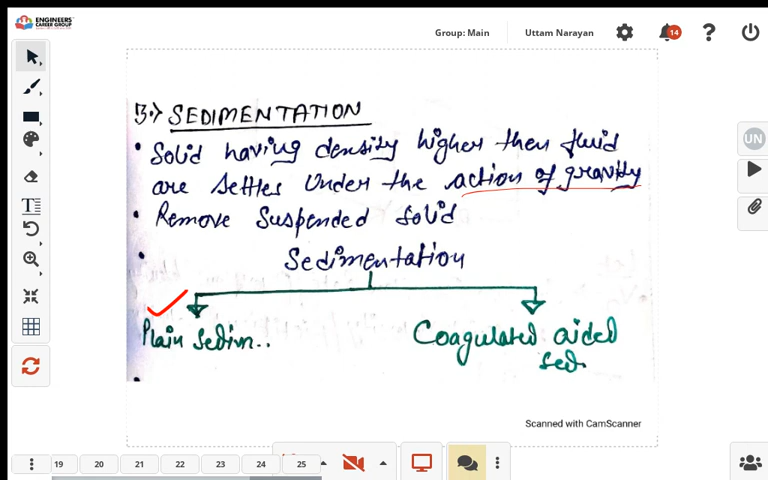 ENGINEERS
CAREER GROUP
Group: Main
Uttam Narayan
14
UN
5:> SEDIMENTATION
• Solid having density higher then fluid
are settles Under the action of gravity
• Remove Suspended Solid
• Sedimentation
Plain Sedim..
Coagulated aided
sed.
Scanned with CamScanner
19 20 21 22 23 24 25